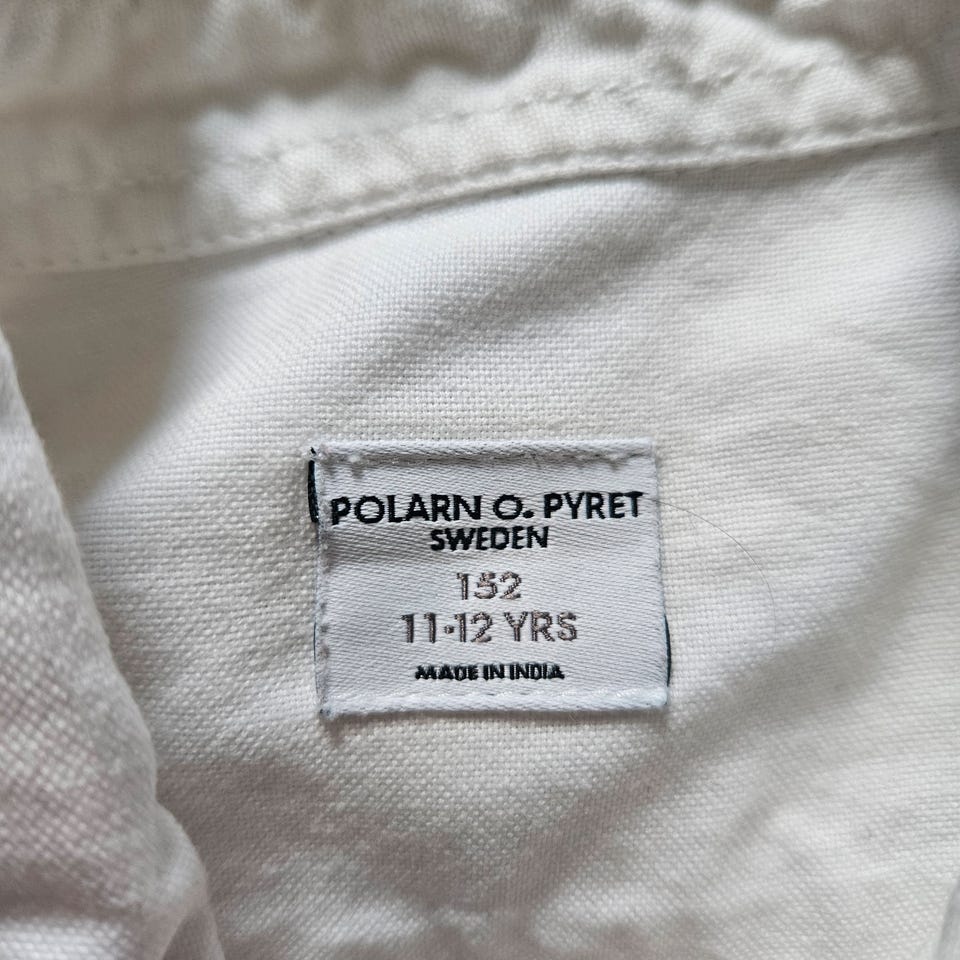 POLARN O. PYRET
SWEDEN
152
11-12 YRS
MADE IN INDIA